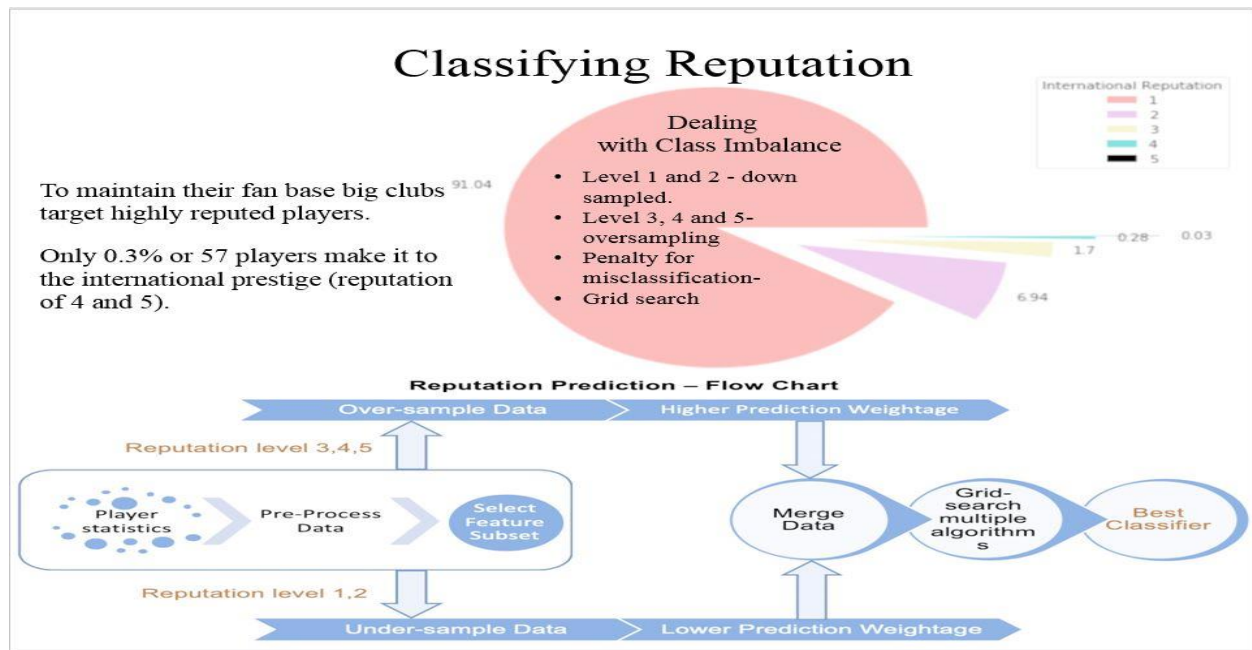 Classifying Reputation
International Reputation
1
2
3
4
5
Dealing
with Class Imbalance
• Level 1 and 2 - down
sampled.
• Level 3, 4 and 5-
oversampling
• Penalty for
misclassification-
• Grid search
91.04
0.28
0.03
1.7
6.94
To maintain their fan base big clubs
target highly reputed players.
Only 0.3% or 57 players make it to
the international prestige (reputation
of 4 and 5).
Reputation Prediction – Flow Chart
Over-sample Data
Higher Prediction Weightage
Reputation level 3,4,5
Player
statistics
Pre-Process
Data
Select
Feature
Subset
Merge
Data
Grid-
search
multiple
algorithm
s
Best
Classifier
Reputation level 1,2
Under-sample Data
Lower Prediction Weightage